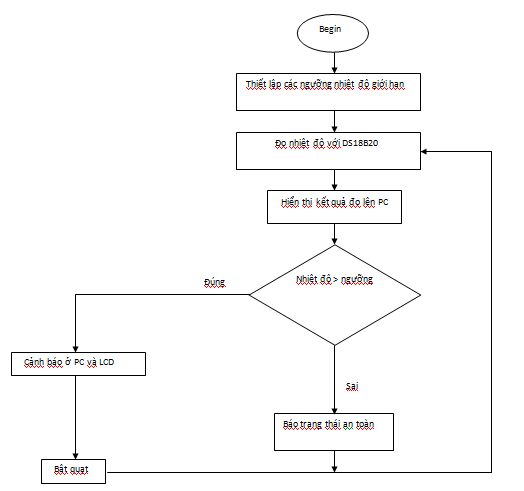 Begin
Thiết lập các ngưỡng nhiệt độ giới hạn
Đo nhiệt độ với DS18B20
Hiển thị kết quả đo lên PC
Nhiệt độ > ngưỡng
Đúng
Cảnh báo ở PC và LCD
Sai
Báo trạng thái an toàn
Bật quạt